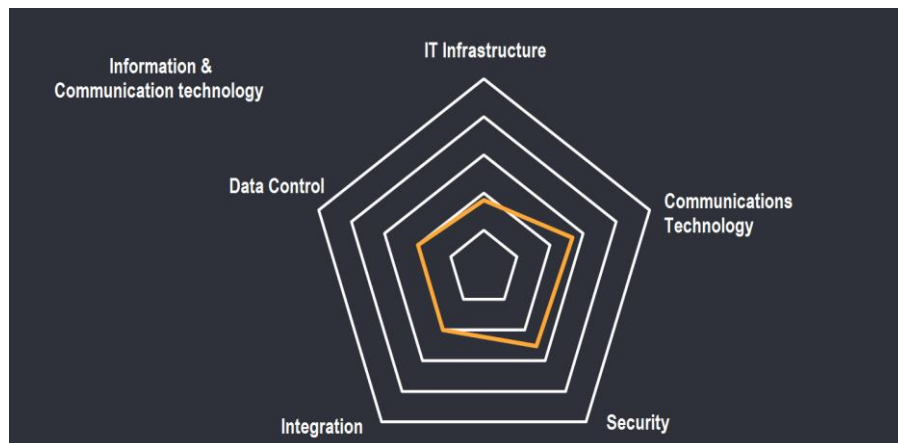 IT Infrastructure
Information &
Communication technology
Data Control
Communications
Technology
Integration
Security